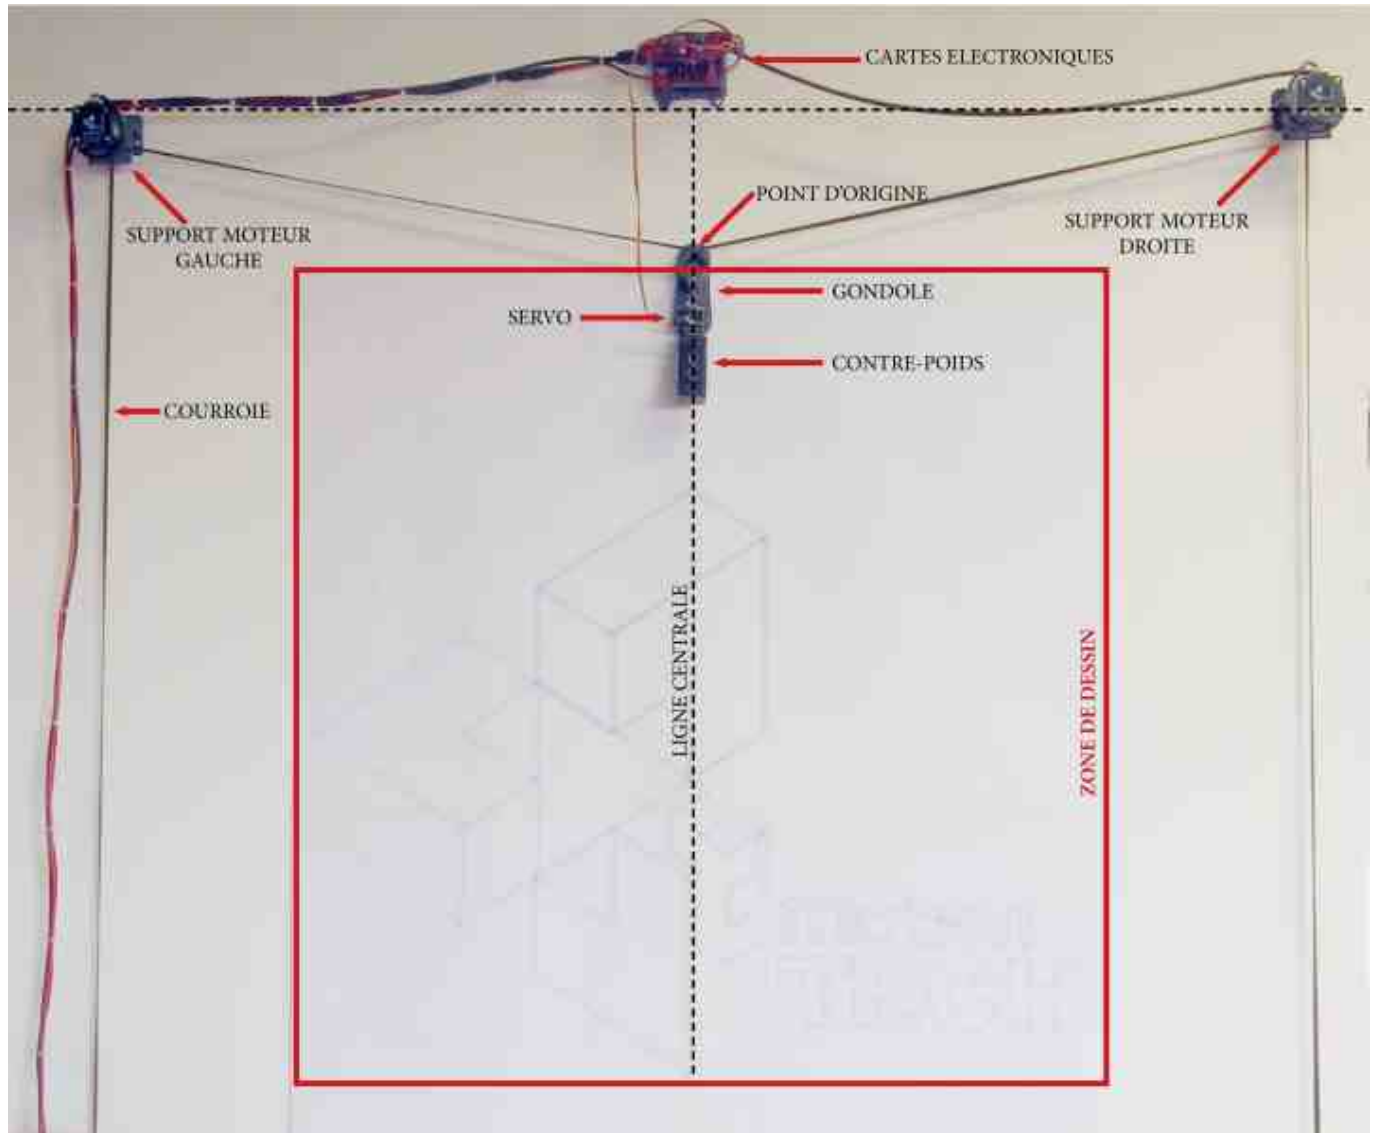 CARTES ELECTRONIQUES
POINT D'ORIGINE
SUPPORT MOTEUR
GAUCHE
SUPPORT MOTEUR
DROITE
GONDOLE
SERVO
CONTRE-POIDS
COURROIE
LIGNE CENTRALE
ZONE DE DESSIN